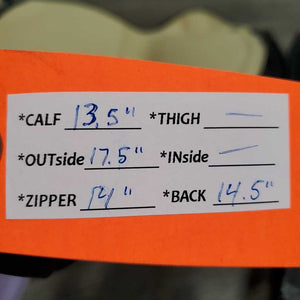 *CALF 13.5" *THIGH —
*OUTside 17.5" *INside —
*ZIPPER 14" *BACK 14.5"